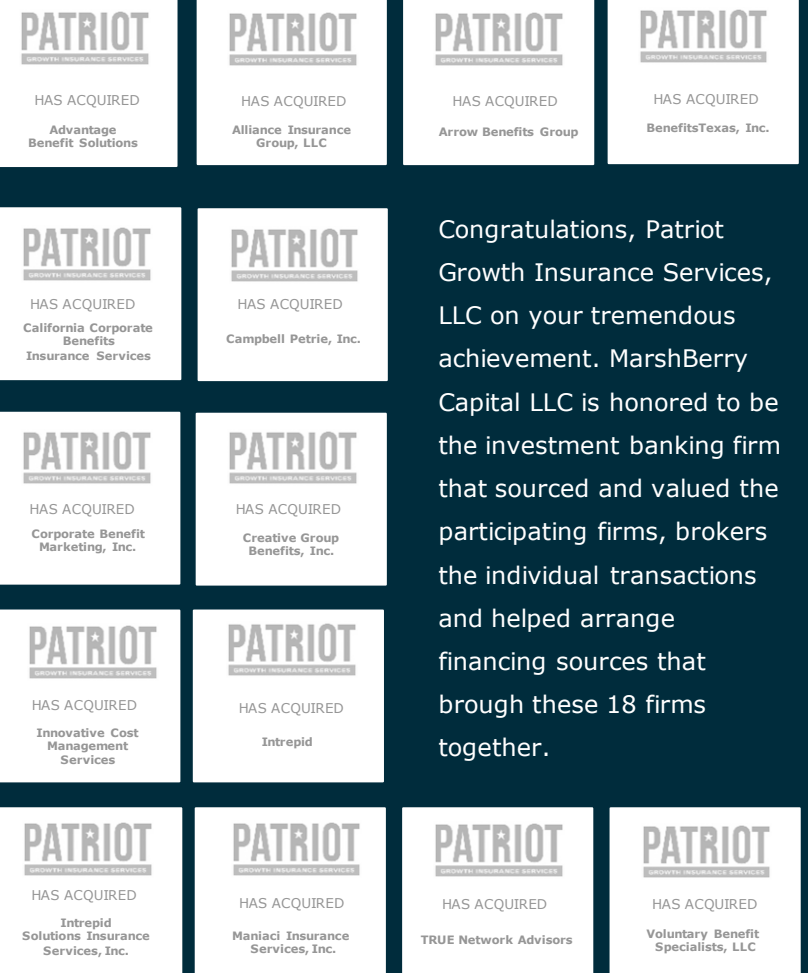 PATRIOT
GROWTH INSURANCE SERVICES
HAS ACQUIRED
Advantage
Benefit Solutions
PATRIOT
GROWTH INSURANCE SERVICES
HAS ACQUIRED
Alliance Insurance
Group, LLC
PATRIOT
GROWTH INSURANCE SERVICES
HAS ACQUIRED
Arrow Benefits Group
PATRIOT
GROWTH INSURANCE SERVICES
HAS ACQUIRED
BenefitsTexas, Inc.
PATRIOT
GROWTH INSURANCE SERVICES
HAS ACQUIRED
California Corporate
Benefits
Insurance Services
PATRIOT
GROWTH INSURANCE SERVICES
HAS ACQUIRED
Campbell Petrie, Inc.
Congratulations, Patriot
Growth Insurance Services,
LLC on your tremendous
achievement. MarshBerry
Capital LLC is honored to be
the investment banking firm
that sourced and valued the
participating firms, brokers
the individual transactions
and helped arrange
financing sources that
brough these 18 firms
together.
PATRIOT
GROWTH INSURANCE SERVICES
HAS ACQUIRED
Corporate Benefit
Marketing, Inc.
PATRIOT
GROWTH INSURANCE SERVICES
HAS ACQUIRED
Creative Group
Benefits, Inc.
PATRIOT
GROWTH INSURANCE SERVICES
HAS ACQUIRED
Innovative Cost
Management
Services
PATRIOT
GROWTH INSURANCE SERVICES
HAS ACQUIRED
Intrepid
PATRIOT
GROWTH INSURANCE SERVICES
HAS ACQUIRED
Intrepid
Solutions Insurance
Services, Inc.
PATRIOT
GROWTH INSURANCE SERVICES
HAS ACQUIRED
Maniaci Insurance
Services, Inc.
PATRIOT
GROWTH INSURANCE SERVICES
HAS ACQUIRED
TRUE Network Advisors
PATRIOT
GROWTH INSURANCE SERVICES
HAS ACQUIRED
Voluntary Benefit
Specialists, LLC